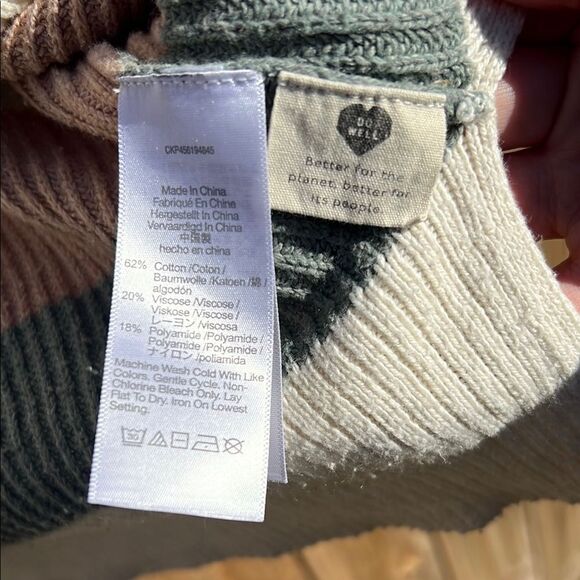 CKP456194645
Made In China
Fabriqué En Chine
Hergestellt In China
Vervaardigd In China
中国製
hecho en china
62% Cotton /Coton /
Baumwolle /Katoen /綿 /
algodón
20% Viscose /Viscose /
Viskose /Viscose /
レーヨン /viscosa
18% Polyamide /Polyamide /
Polyamide /Polyamide /
ナイロン /poliamida
Machine Wash Cold With Like
Colors. Gentle Cycle. Non-
Chlorine Bleach Only. Lay
Flat To Dry. Iron On Lowest
Setting.
30
DO
WELL
Better for the
planet, better for
its people.